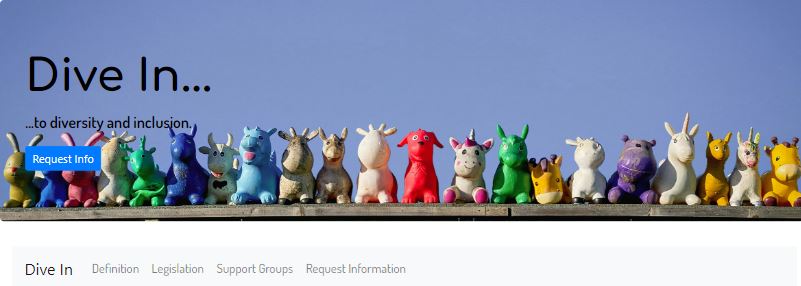 Dive In...
...to diversity and inclusion.
Request Info
Dive In Definition Legislation Support Groups Request Information